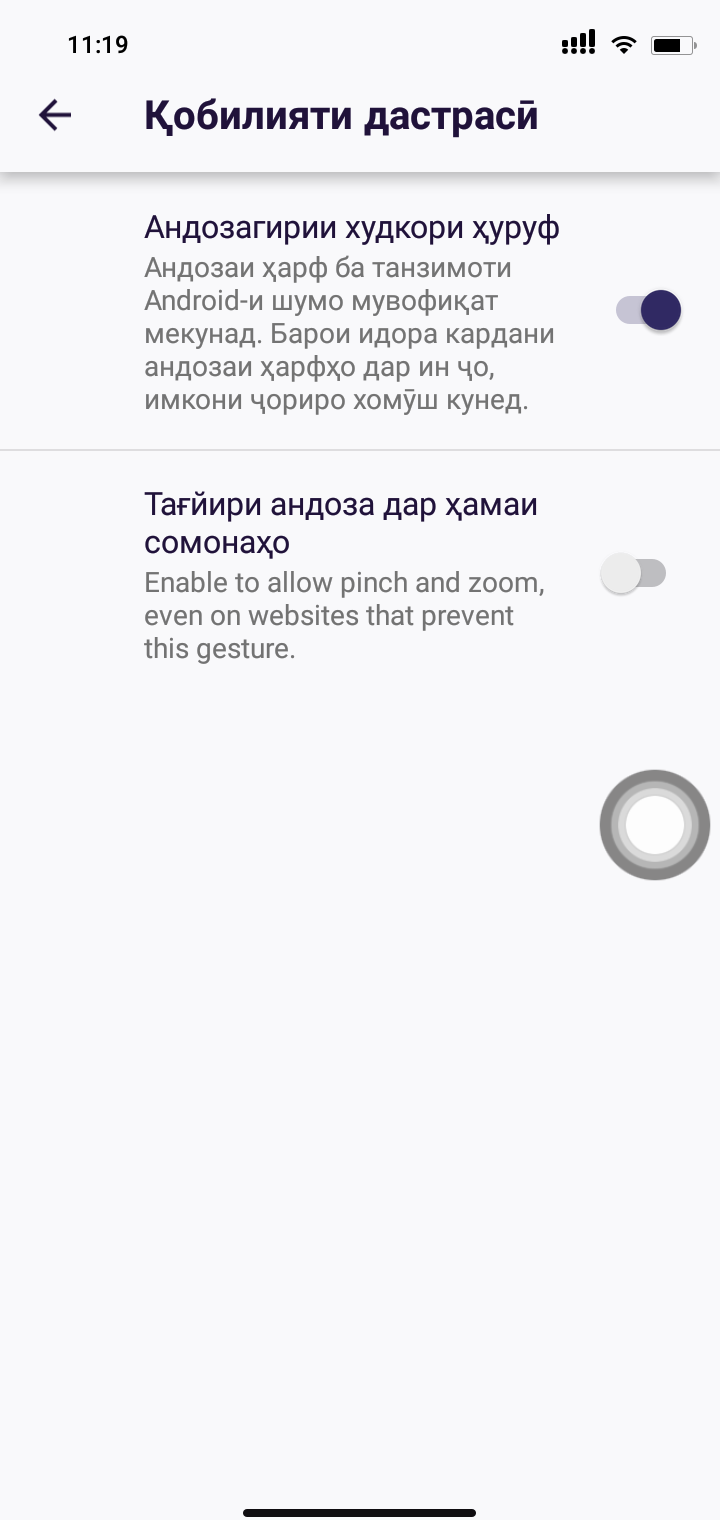 11:19
Қобилияти дастрасӣ
Андозагирии худкори ҳуруф
Андозаи ҳарф ба танзимоти
Android-и шумо мувофиқат
мекунад. Барои идора кардани
андозаи ҳарфҳо дар ин ҷо,
имкони ҷориро хомӯш кунед.
Тағйири андоза дар ҳамаи
сомонаҳо
Enable to allow pinch and zoom,
even on websites that prevent
this gesture.